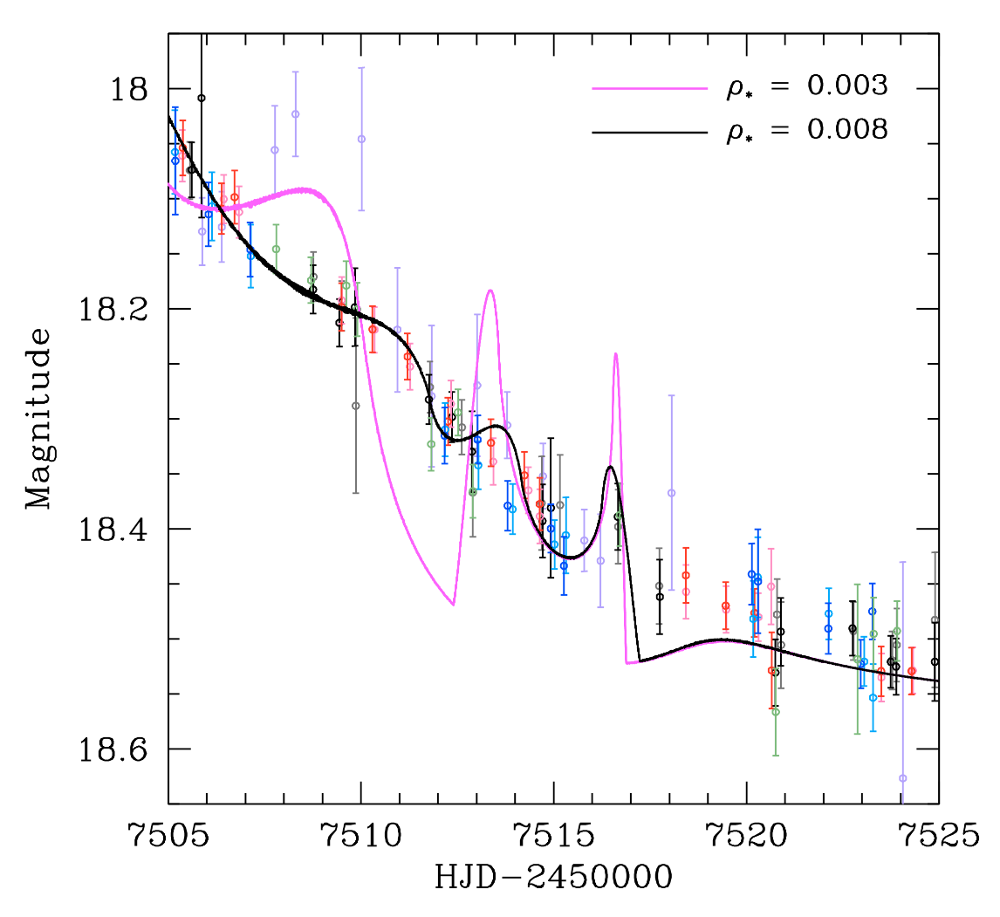 ρ* = 0.003
ρ* = 0.008
18
18.2
18.4
18.6
Magnitude
7505 7510 7515 7520 7525
HJD−2450000